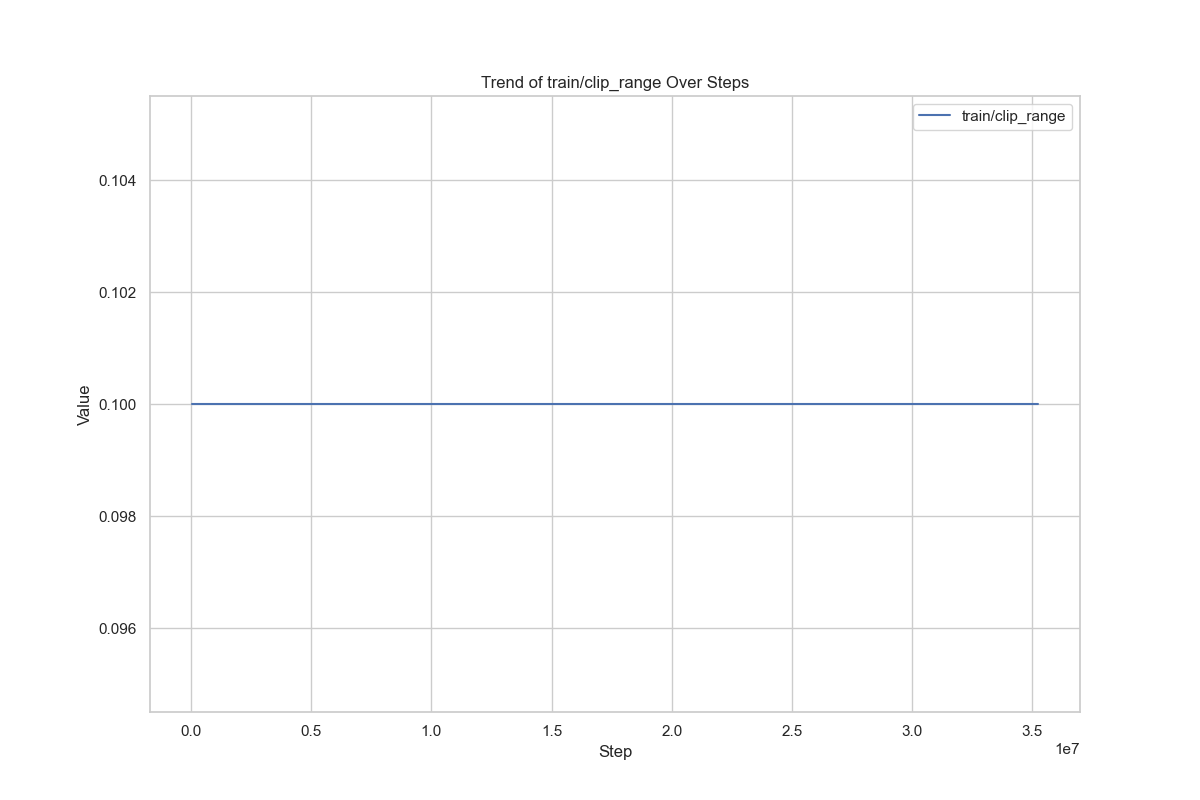 Trend of train/clip_range Over Steps
train/clip_range
0.104
0.102
0.100
0.098
0.096
Value
0.0 0.5 1.0 1.5 2.0 2.5 3.0 3.5
1e7
Step